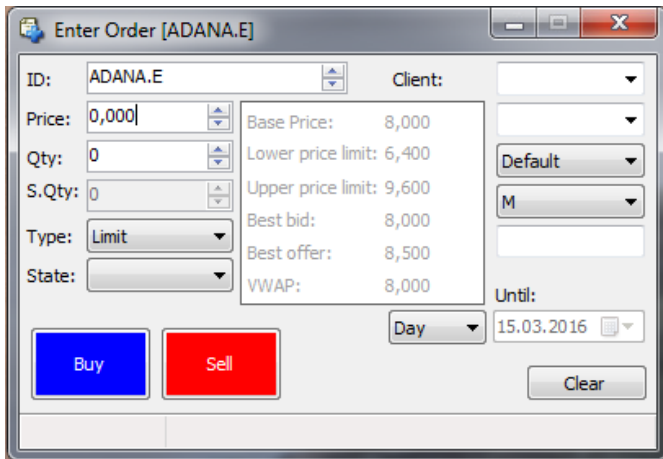 Enter Order [ADANA.E]
ID: ADANA.E Client:
Price: 0,000
Qty: 0
S.Qty: 0
Type: Limit
State:
Base Price: 8,000
Lower price limit: 6,400
Upper price limit: 9,600
Best bid: 8,000
Best offer: 8,500
VWAP: 8,000
Default
M
Until:
Day 15.03.2016
Buy Sell
Clear